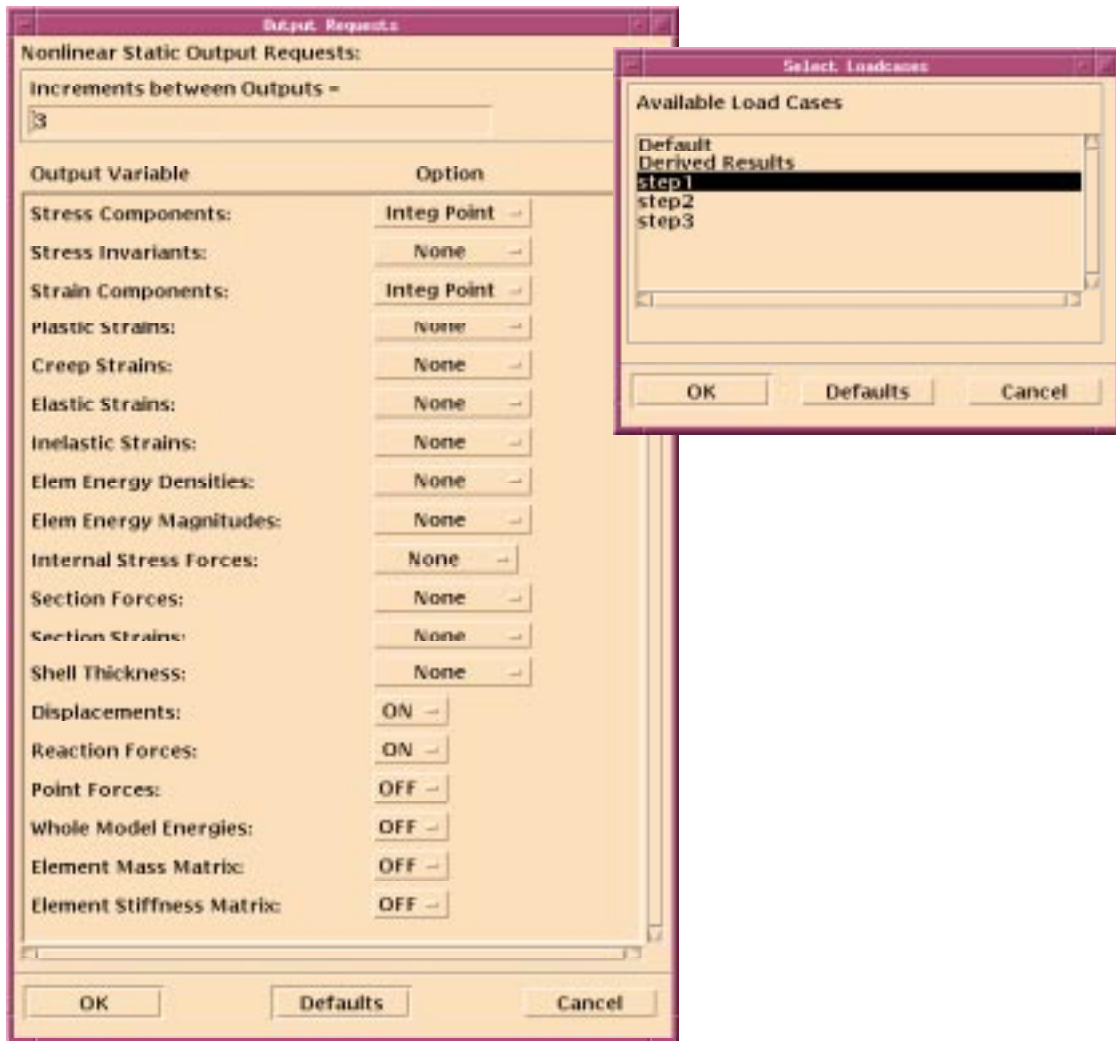 Output Requests
Nonlinear Static Output Requests:
Increments between Outputs =
3
Output Variable Option
Stress Components: Integ Point
Stress Invariants: None
Strain Components: Integ Point
Plastic Strains: None
Creep Strains: None
Elastic Strains: None
Inelastic Strains: None
Elem Energy Densities: None
Elem Energy Magnitudes: None
Internal Stress Forces: None
Section Forces: None
Section Strains: None
Shell Thickness: None
Displacements: ON
Reaction Forces: ON
Point Forces: OFF
Whole Model Energies: OFF
Element Mass Matrix: OFF
Element Stiffness Matrix: OFF
OK Defaults Cancel
Select Loadcases
Available Load Cases
Default
Derived Results
step1
step2
step3
OK Defaults Cancel